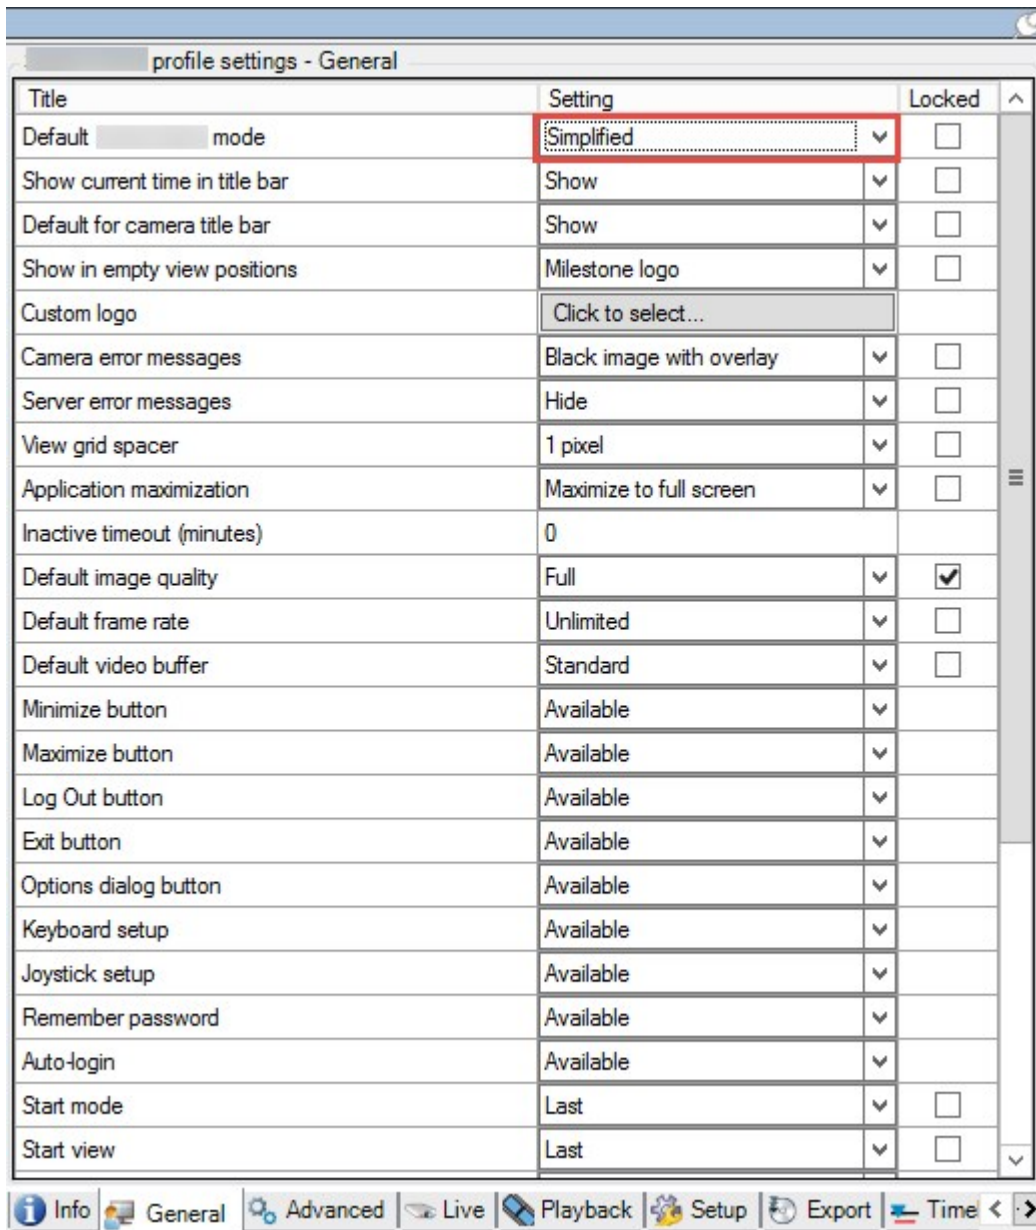 profile settings - General
Title Setting Locked
Default mode Simplified
Show current time in title bar Show
Default for camera title bar Show
Show in empty view positions Milestone logo
Custom logo Click to select...
Camera error messages Black image with overlay
Server error messages Hide
View grid spacer 1 pixel
Application maximization Maximize to full screen
Inactive timeout (minutes) 0
Default image quality Full
Default frame rate Unlimited
Default video buffer Standard
Minimize button Available
Maximize button Available
Log Out button Available
Exit button Available
Options dialog button Available
Keyboard setup Available
Joystick setup Available
Remember password Available
Auto-login Available
Start mode Last
Start view Last
Info General Advanced Live Playback Setup Export Timel